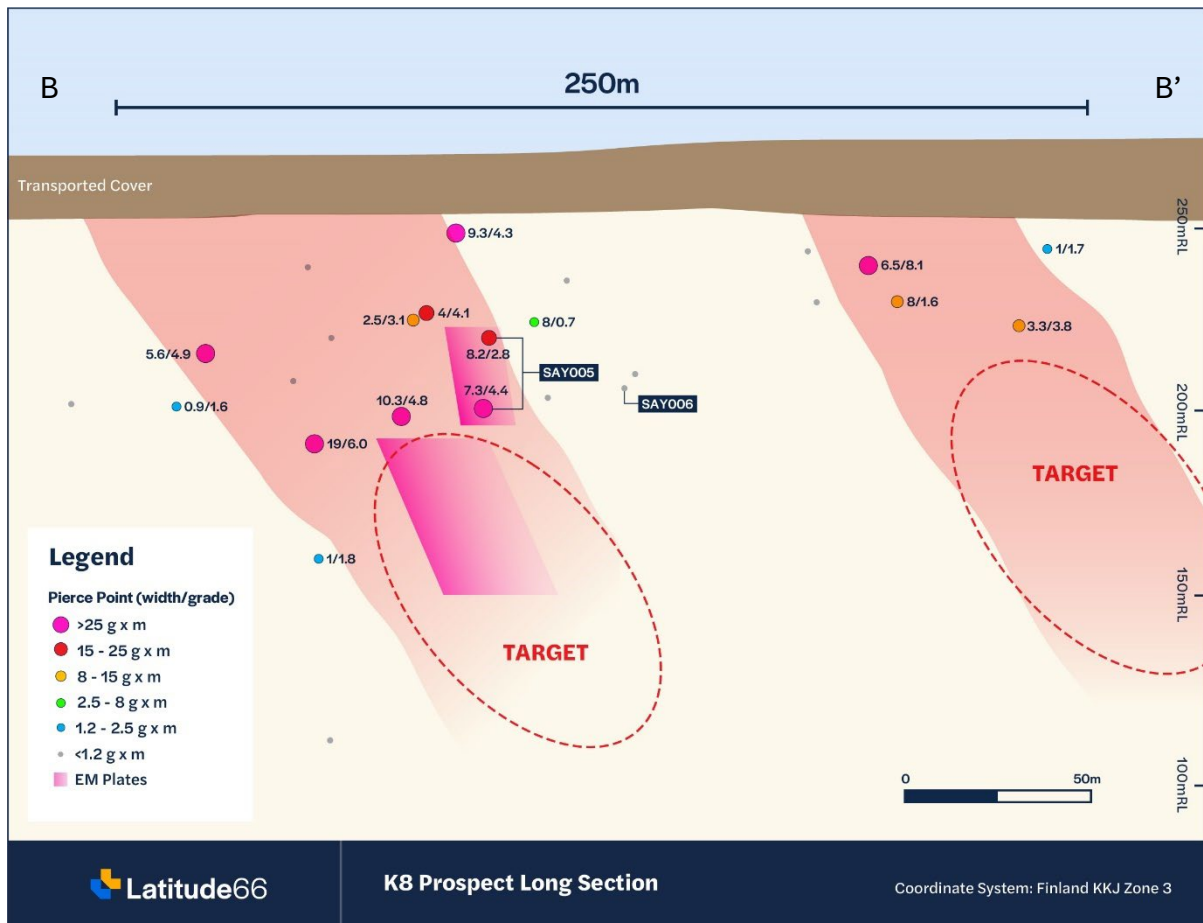 B
250m
B'
Transported Cover
250mRL
9.3/4.3
1/1.7
6.5/8.1
8/1.6
2.5/3.1
4/4.1
8/0.7
3.3/3.8
5.6/4.9
8.2/2.8
SAY005
7.3/4.4
10.3/4.8
0.9/1.6
SAY006
200mRL
19/6.0
TARGET
1/1.8
150mRL
TARGET
Legend
Pierce Point (width/grade)
>25 g x m
15 - 25 g x m
8 - 15 g x m
2.5 - 8 g x m
1.2 - 2.5 g x m
<1.2 g x m
EM Plates
0
50m
100mRL
Latitude66
K8 Prospect Long Section
Coordinate System: Finland KKJ Zone 3